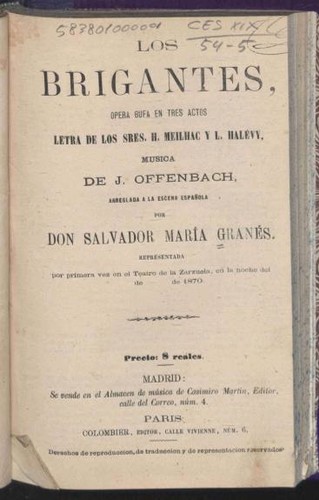 58380100000
CES XIX
54-5
LOS
BRIGANTES,
OPERA BUFA EN TRES ACTOS
LETRA DE LOS SRES. H. MEILHAC Y L. HALÉVY,
MUSICA
DE J. OFFENBACH,
ARREGLADA A LA ESCENO ESPAÑOLA
POR
DON SALVADOR MARÍA GRANÉS.
REPRESENTADA
por primera vez en el Teatro de la Zarzuela, en la noche del
de de 1870.
Precio: 8 reales.
MADRID:
Se vende en el Almacen de música de Casimiro Martin, Editor,
calle del Correo, núm. 4.
PARIS.
COLOMBIER, EDITOR, CALLE VIVIENNE, NÚM. 6,
Derechos de reproduccion, de traduccion y de representacion reservados